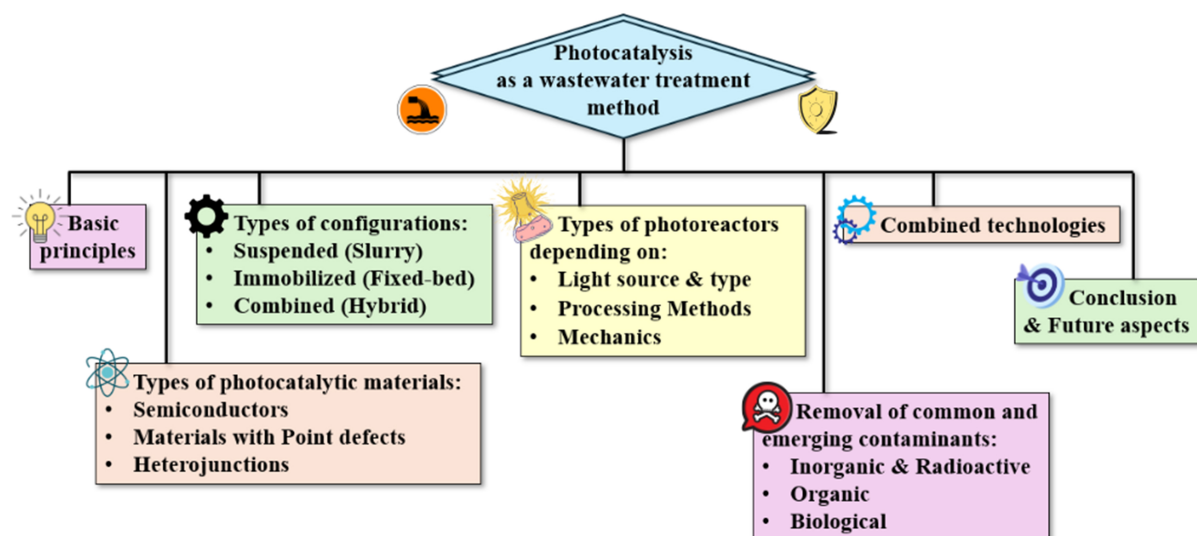 Photocatalysis
as a wastewater treatment
method
Basic
principles
Types of configurations:
• Suspended (Slurry)
• Immobilized (Fixed-bed)
• Combined (Hybrid)
Types of photoreactors
depending on:
• Light source & type
• Processing Methods
• Mechanics
Combined technologies
Conclusion
& Future aspects
Types of photocatalytic materials:
• Semiconductors
• Materials with Point defects
• Heterojunctions
Removal of common and
emerging contaminants:
• Inorganic & Radioactive
• Organic
• Biological